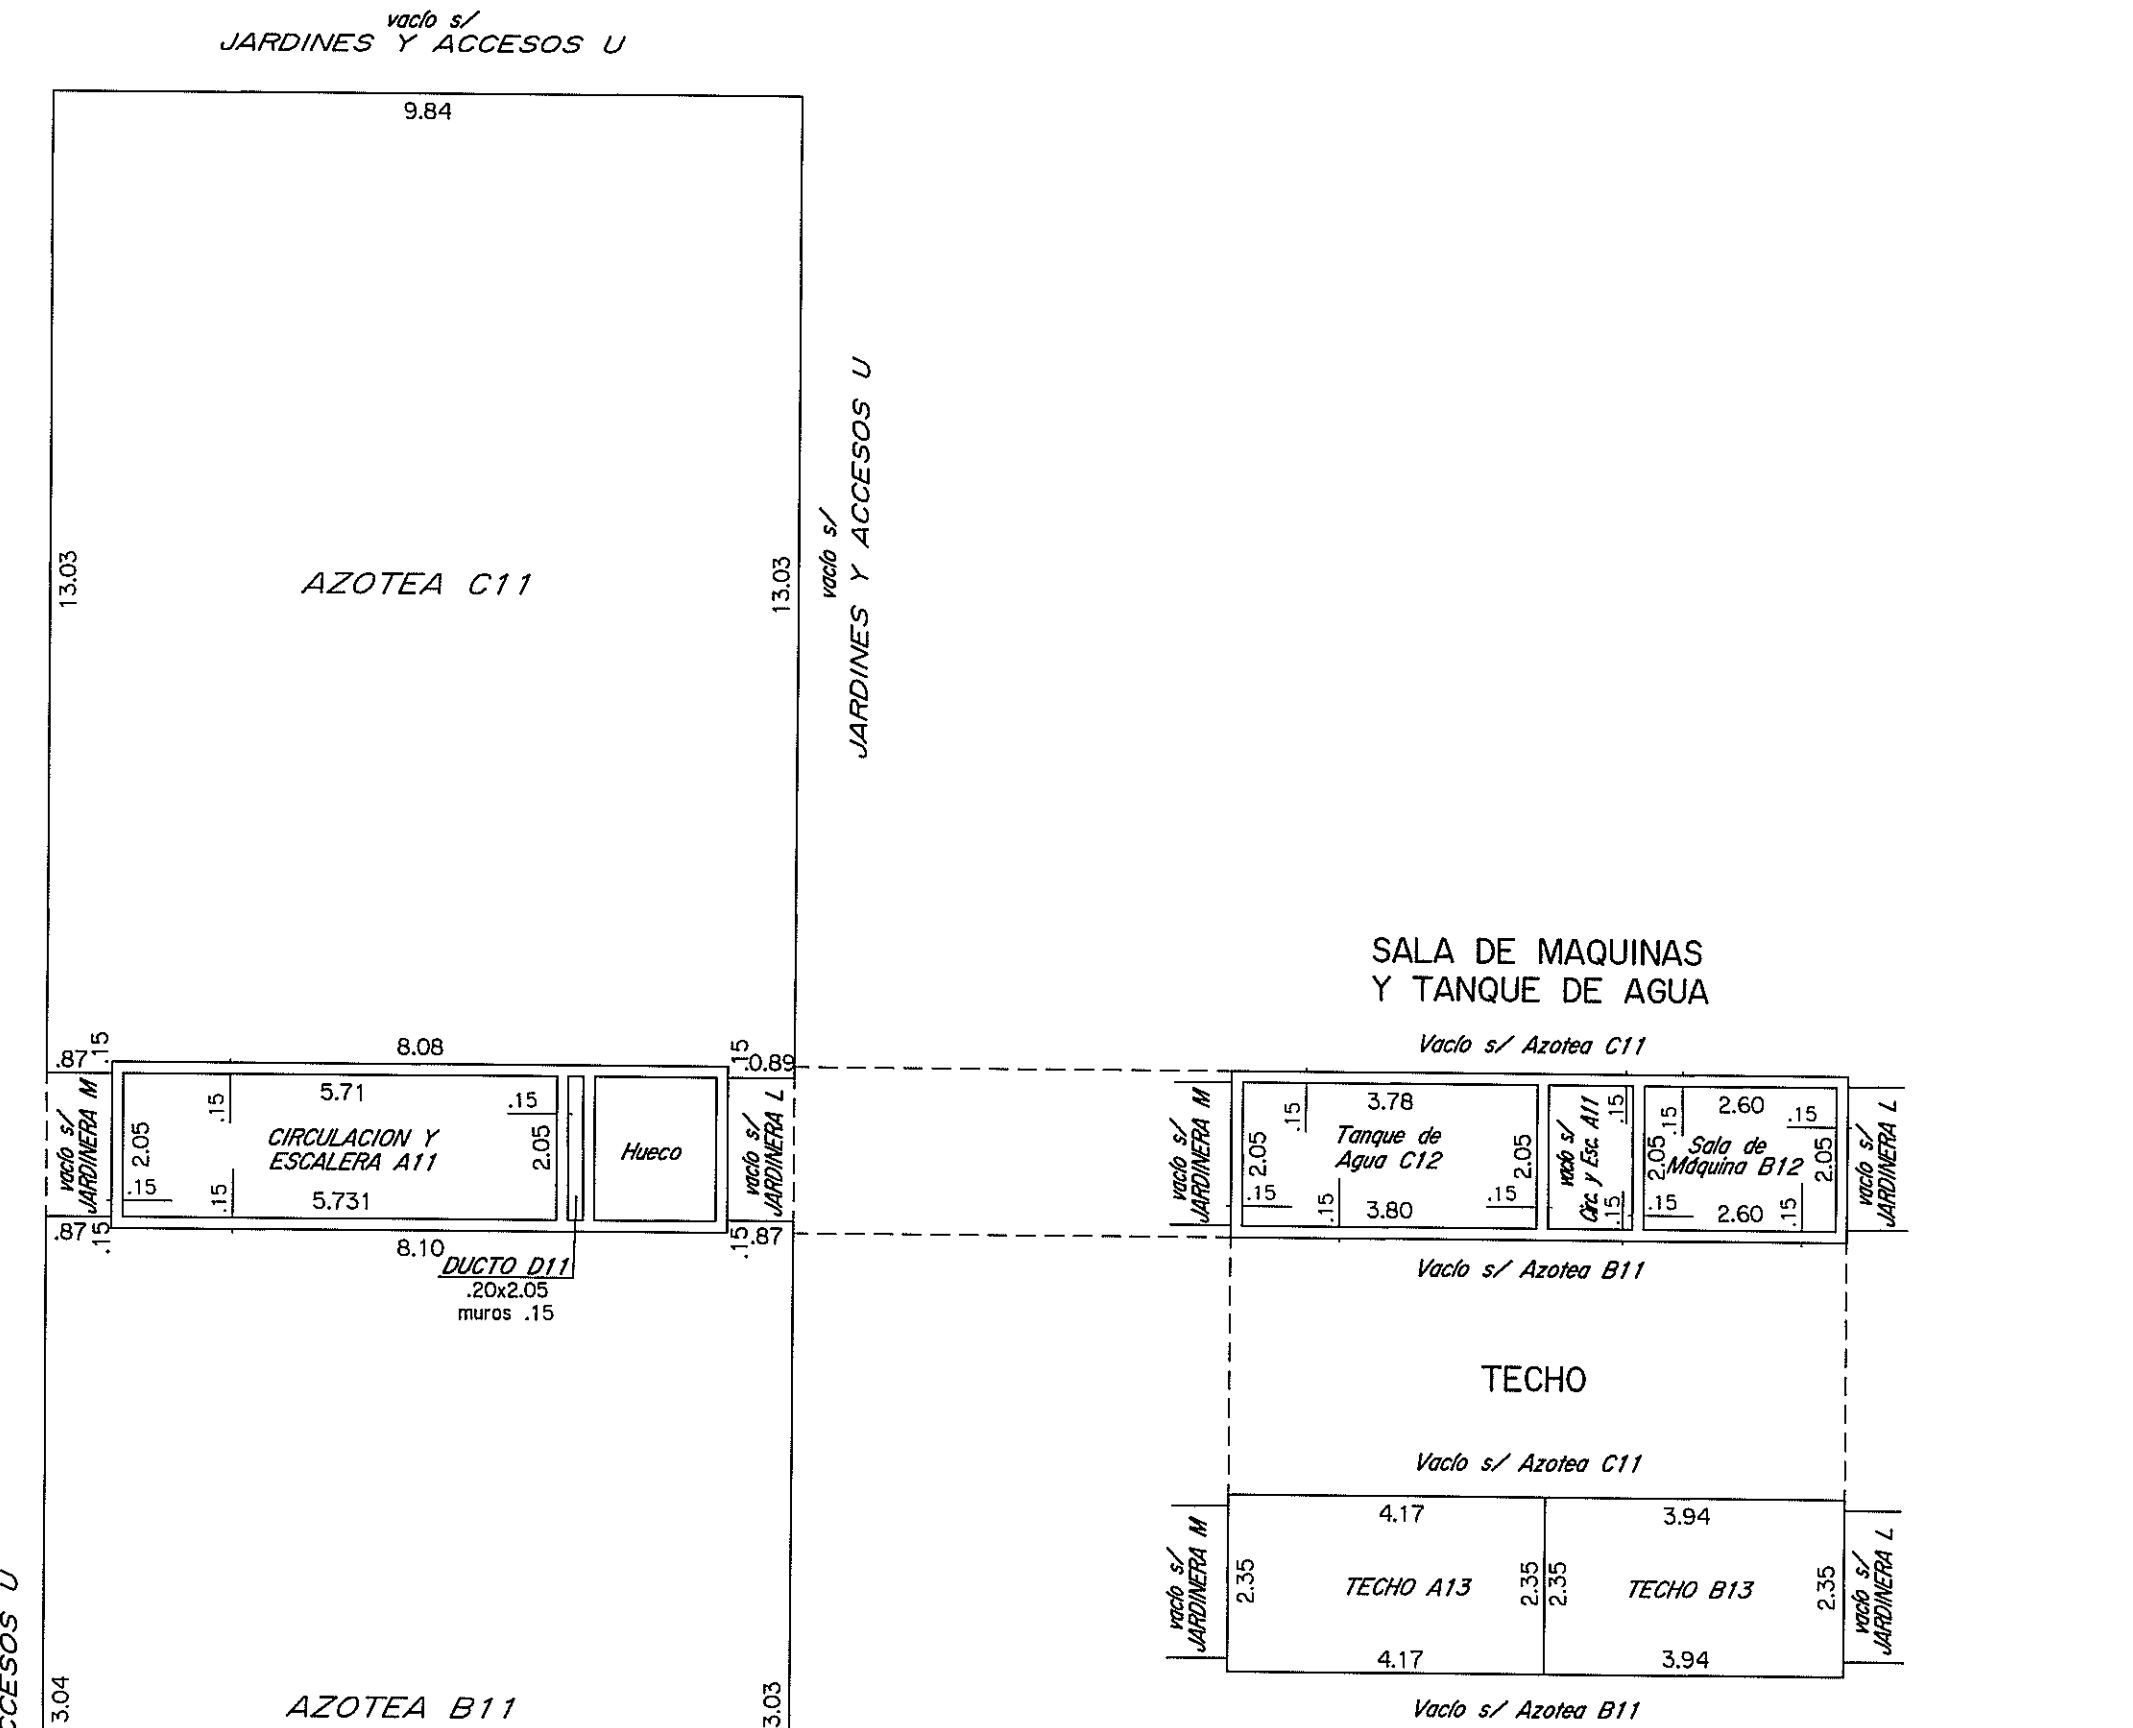 vacío s/
JARDINES Y ACCESOS U
9.84
13.03
AZOTEA C11
13.03
vacío s/
JARDINES Y ACCESOS U
.87
.15
8.08
.15
0.89
vacío s/
JARDINERA M
2.05
.15
5.71
.15
CIRCULACION Y
ESCALERA A11
2.05
Hueco
vacío s/
JARDINERA L
.15
.15
5.731
.87
.15
8.10
.15
.87
DUCTO D11
.20x2.05
muros .15
3.04
AZOTEA B11
3.03
CCESOS U
SALA DE MAQUINAS
Y TANQUE DE AGUA
Vacío s/ Azotea C11
vacío s/
JARDINERA M
2.05
.15
3.78
Tanque de
Agua C12
2.05
.15
.15
3.80
.15
vacío s/
Circ. y Esc. A11
.15
.15
2.05
.15
2.60
.15
Sala de
Máquina B12
2.05
.15
2.60
.15
vacío s/
JARDINERA L
Vacío s/ Azotea B11
TECHO
Vacío s/ Azotea C11
vacío s/
JARDINERA M
4.17
3.94
2.35
TECHO A13
2.35
2.35
TECHO B13
2.35
4.17
3.94
vacío s/
JARDINERA L
Vacío s/ Azotea B11